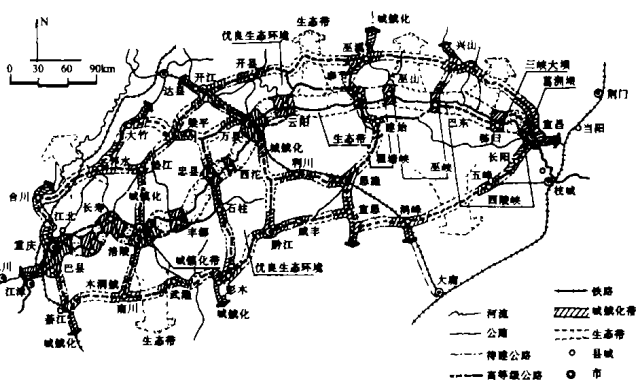 N
0 30 60 90km
生态带
城镇化
优良生态环境
巫溪
兴山
开县
奉节
巫山
三峡大坝
葛洲坝
荆门
开江
达县
宜昌
当阳
大竹
梁平
万县
云阳
生态带
巴东
秭归
城镇化
建始
瞿塘峡
巫峡
长阳
垫江
忠县
西沱
利川
恩施
五峰
西陵峡
枝城
合川
江北
长寿
城镇化
石柱
宣恩
鹤峰
重庆
涪陵
丰都
咸丰
黔江
巴县
城镇化带
优良生态环境
大庸
江津
木洞镇
武隆
彭水
綦江
南川
城镇化
城镇化
生态带
河流
公路
待建公路
高等级公路
铁路
城镇化带
生态带
县城
市